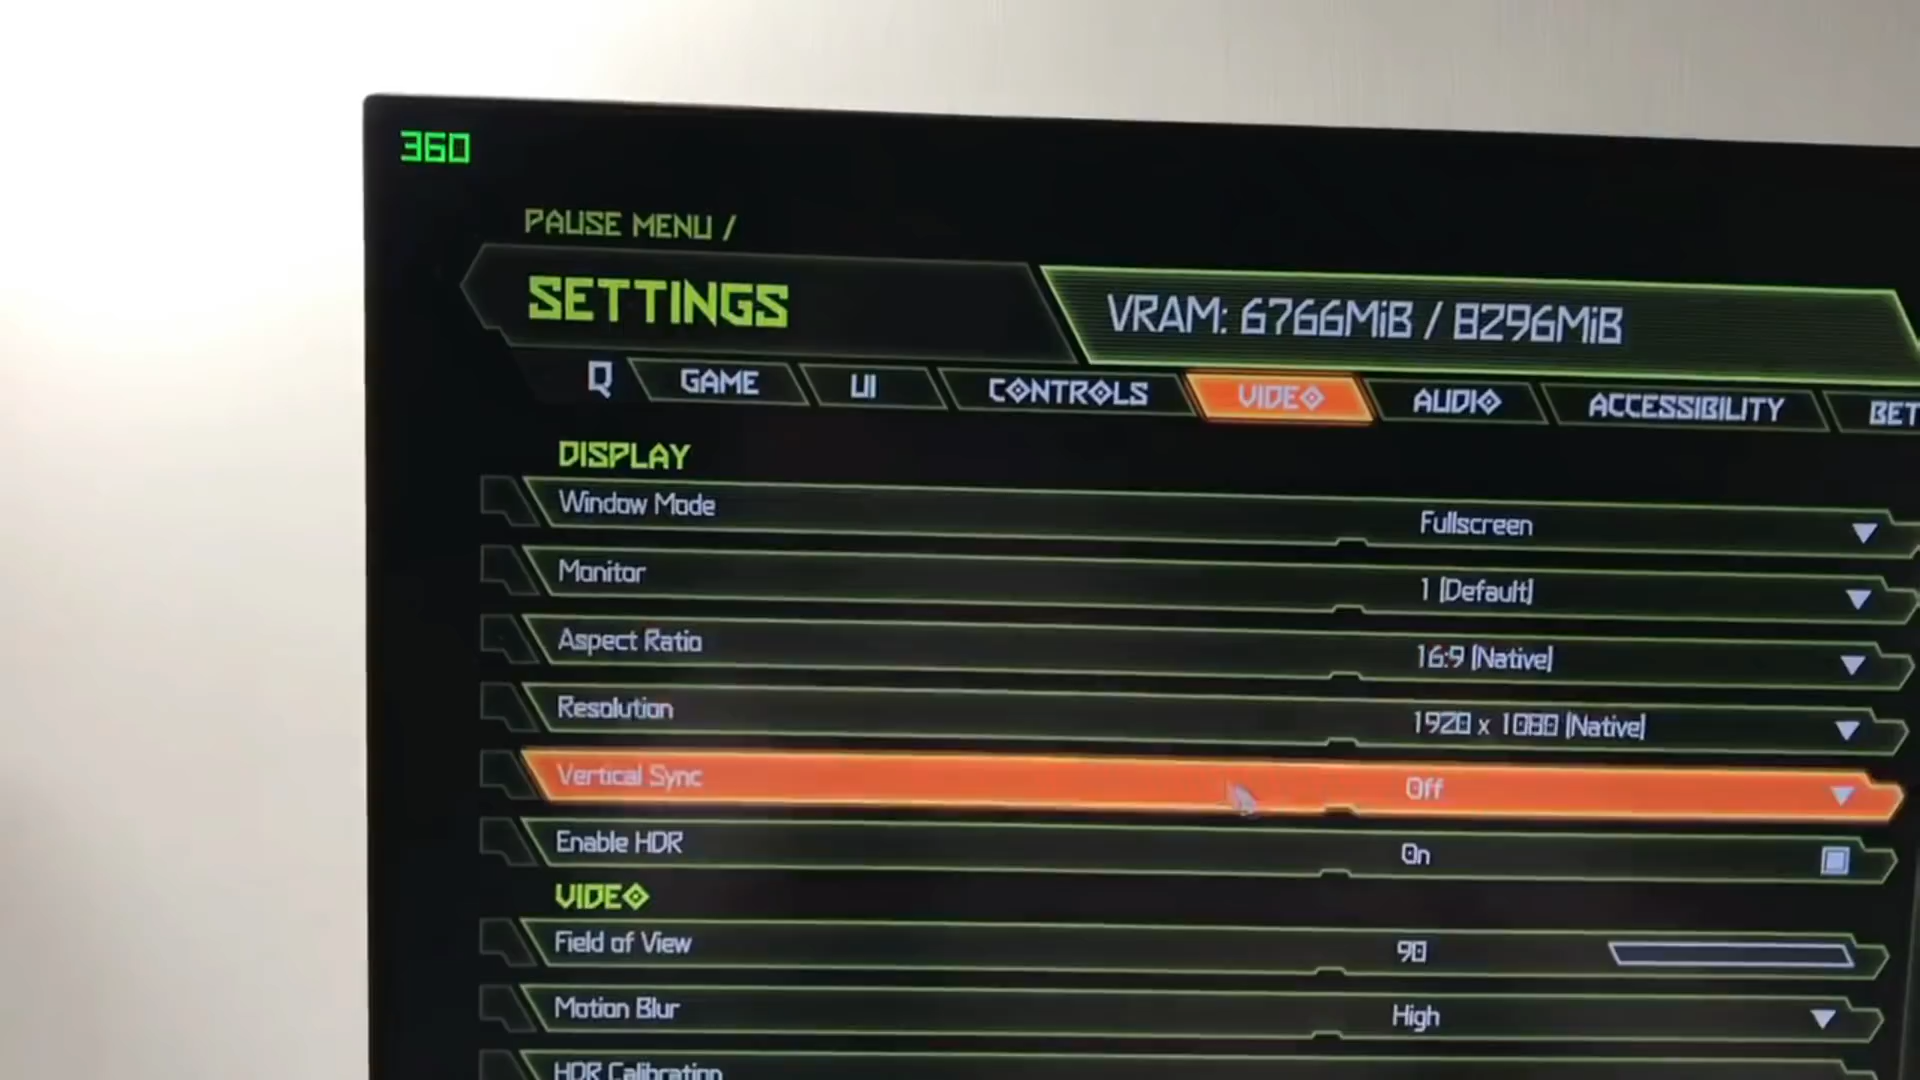 360
PAUSE MENU /
SETTINGS
VRAM: 6766MiB / 8296MiB
Q GAME UI CONTROLS VIDEO AUDIO ACCESSIBILITY BET
DISPLAY
Window Mode Fullscreen
Monitor 1 [Default]
Aspect Ratio 16:9 [Native]
Resolution 1920 x 1080 [Native]
Vertical Sync Off
Enable HDR On
VIDEO
Field of View 90
Motion Blur High
HDR Calibration